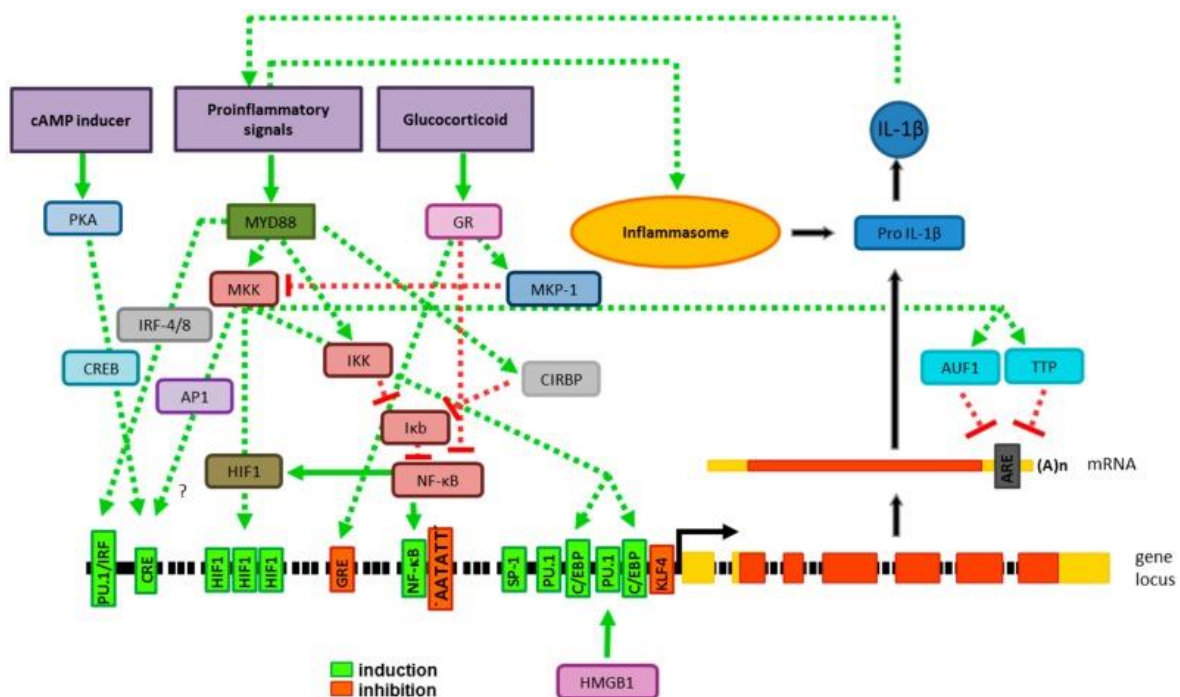 cAMP inducer
Proinflammatory
signals
Glucocorticoid
IL-1β
PKA
MYD88
GR
Inflammasome
Pro IL-1β
MKK
MKP-1
IRF-4/8
CREB
AP1
IKK
CIRBP
AUF1
TTP
Iκb
HIF1
NF-κB
?
ARE
(A)n
mRNA
PU.1/IRF
CRE
HIF1
HIF1
HIF1
GRE
NF-κB
'AATATT'
SP-1
PU.1
C/EBP
PU.1
C/EBP
KLF4
gene
locus
induction
inhibition
HMGB1